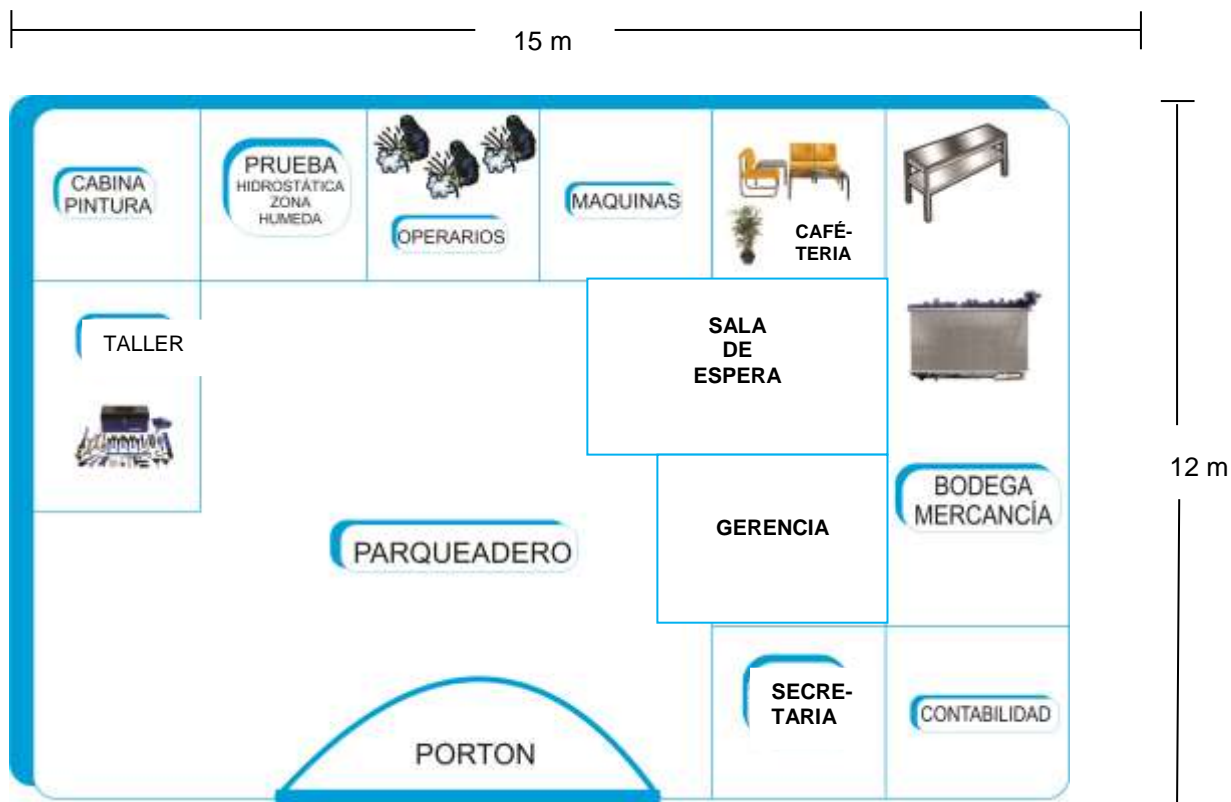 15 m
CABINA
PINTURA
PRUEBA
HIDROSTÁTICA
ZONA
HUMEDA
OPERARIOS
MAQUINAS
CAFÉ-
TERIA
TALLER
SALA
DE
ESPERA
12 m
BODEGA
MERCANCÍA
GERENCIA
PARQUEADERO
SECRE-
TARIA
CONTABILIDAD
PORTON